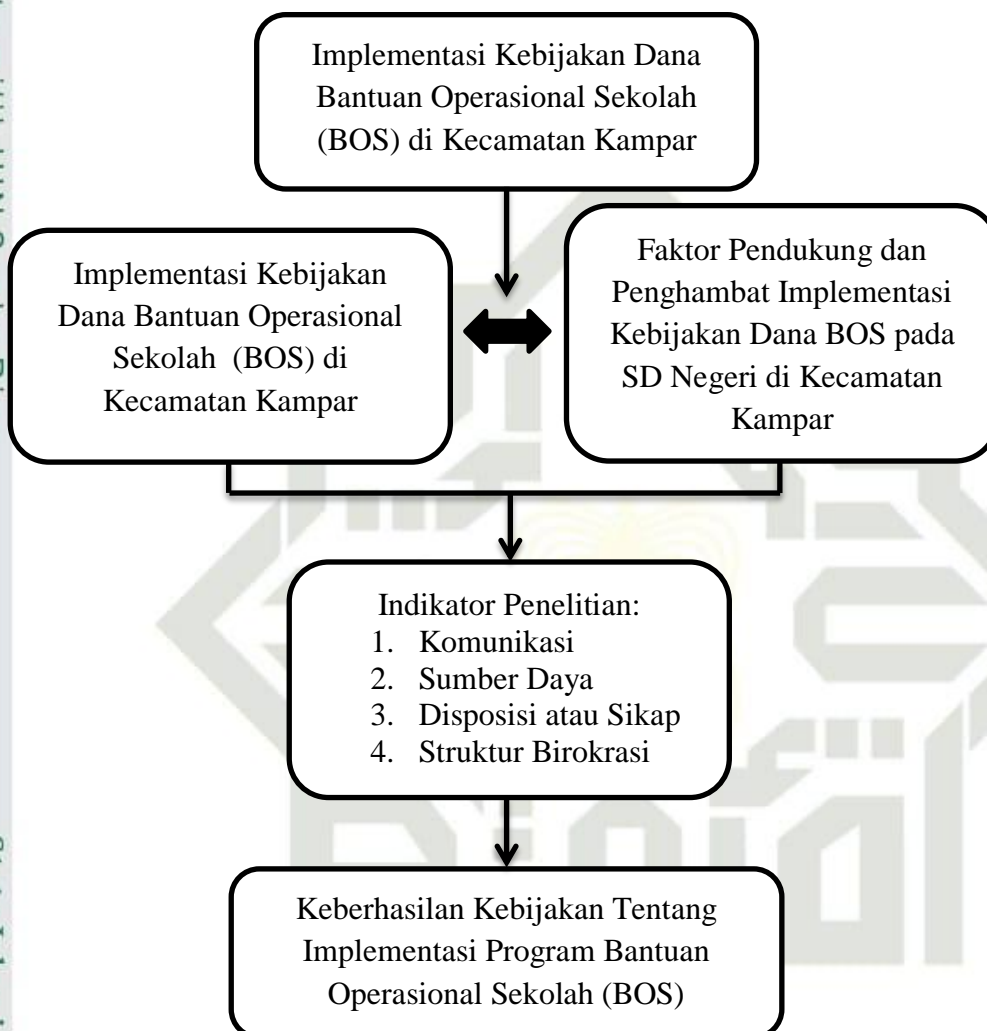 Implementasi Kebijakan Dana
Bantuan Operasional Sekolah
(BOS) di Kecamatan Kampar
Implementasi Kebijakan
Dana Bantuan Operasional
Sekolah (BOS) di
Kecamatan Kampar
Faktor Pendukung dan
Penghambat Implementasi
Kebijakan Dana BOS pada
SD Negeri di Kecamatan
Kampar
Indikator Penelitian:
1. Komunikasi
2. Sumber Daya
3. Disposisi atau Sikap
4. Struktur Birokrasi
Keberhasilan Kebijakan Tentang
Implementasi Program Bantuan
Operasional Sekolah (BOS)